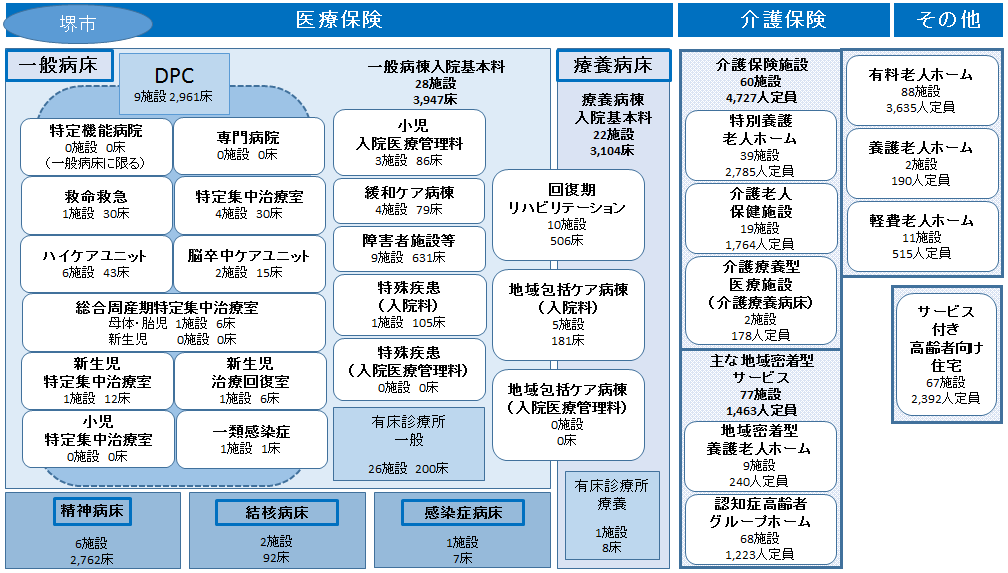 堺市
医療保険
介護保険
その他
一般病床
DPC
9施設 2,961床
一般病棟入院基本料
28施設
3,947床
特定機能病院
0施設 0床
（一般病床に限る）
専門病院
0施設 0床
救命救急
1施設 30床
特定集中治療室
4施設 30床
ハイケアユニット
6施設 43床
脳卒中ケアユニット
2施設 15床
総合周産期特定集中治療室
母体・胎児 1施設 6床
新生児 0施設 0床
新生児
特定集中治療室
1施設 12床
新生児
治療回復室
1施設 6床
小児
特定集中治療室
0施設 0床
一類感染症
1施設 1床
小児
入院医療管理料
3施設 86床
緩和ケア病棟
4施設 79床
障害者施設等
9施設 631床
特殊疾患
（入院料）
1施設 105床
特殊疾患
（入院医療管理料）
0施設 0床
有床診療所
一般
26施設 200床
療養病床
療養病棟
入院基本料
22施設
3,104床
回復期
リハビリテーション
10施設
506床
地域包括ケア病棟
（入院料）
5施設
181床
地域包括ケア病棟
（入院医療管理料）
0施設
0床
有床診療所
療養
1施設
8床
精神病床
6施設
2,762床
結核病床
2施設
92床
感染症病床
1施設
7床
介護保険施設
60施設
4,727人定員
特別養護
老人ホーム
39施設
2,785人定員
介護老人
保健施設
19施設
1,764人定員
介護療養型
医療施設
（介護療養病床）
2施設
178人定員
主な地域密着型
サービス
77施設
1,463人定員
地域密着型
養護老人ホーム
9施設
240人定員
認知症高齢者
グループホーム
68施設
1,223人定員
有料老人ホーム
88施設
3,635人定員
養護老人ホーム
2施設
190人定員
軽費老人ホーム
11施設
515人定員
サービス
付き
高齢者向け
住宅
67施設
2,392人定員